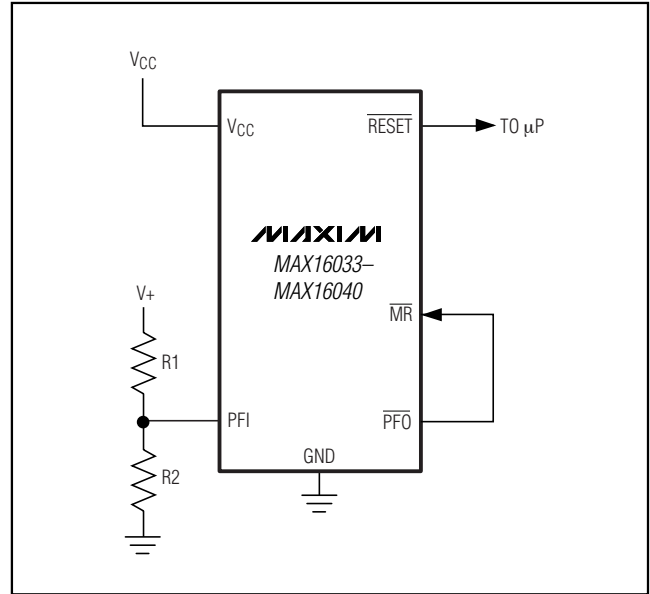 VCC
VCC
RESET
TO µP
MAXIM
MAX16033–
MAX16040
V+
R1
MR
PFI
PFO
R2
GND